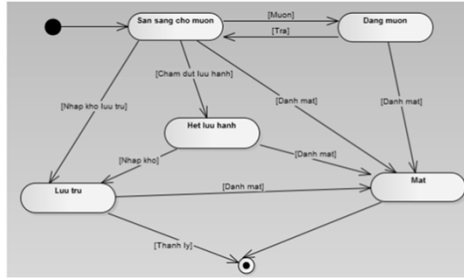 San sang cho muon
[Muon]
Dang muon
[Tra]
[Cham dut luu hanh]
[Nhap kho luu tru]
[Danh mat]
[Danh mat]
Het luu hanh
[Nhap kho]
[Danh mat]
Mat
Luu tru
[Danh mat]
[Thanh ly]